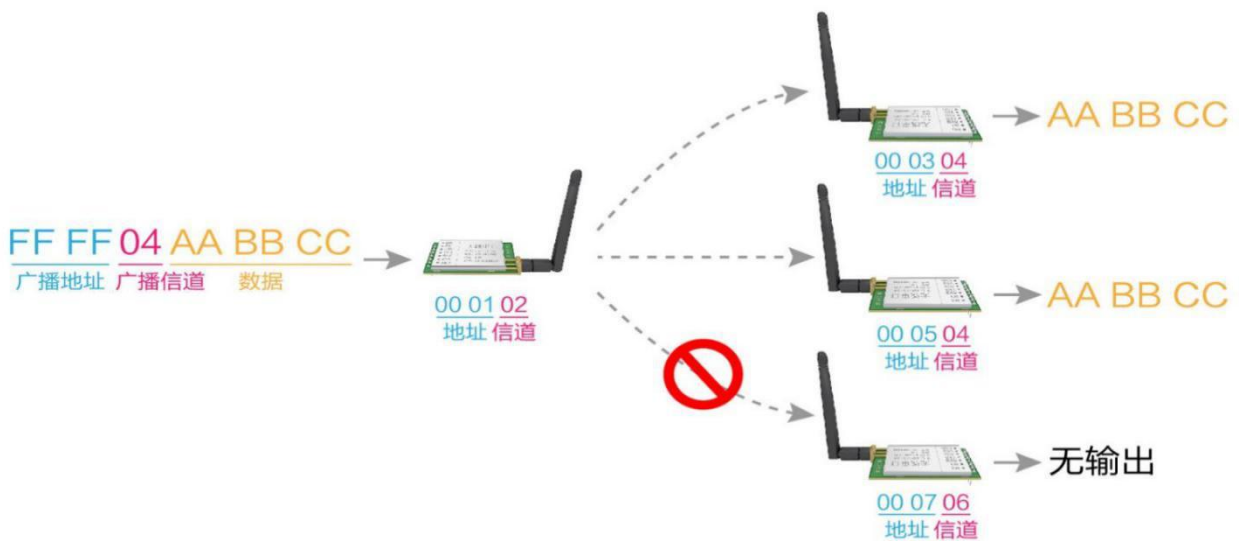 FF FF 04 AA BB CC
广播地址 广播信道 数据
00 01 02
地址 信道
00 03 04
地址 信道
AA BB CC
00 05 04
地址 信道
AA BB CC
00 07 06
地址 信道
无输出